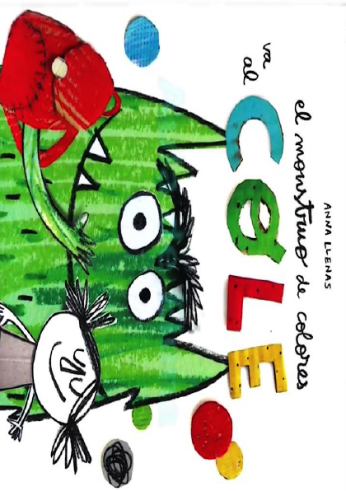 ANNA LLENAS
el monstruo de colores
va
al
COLE